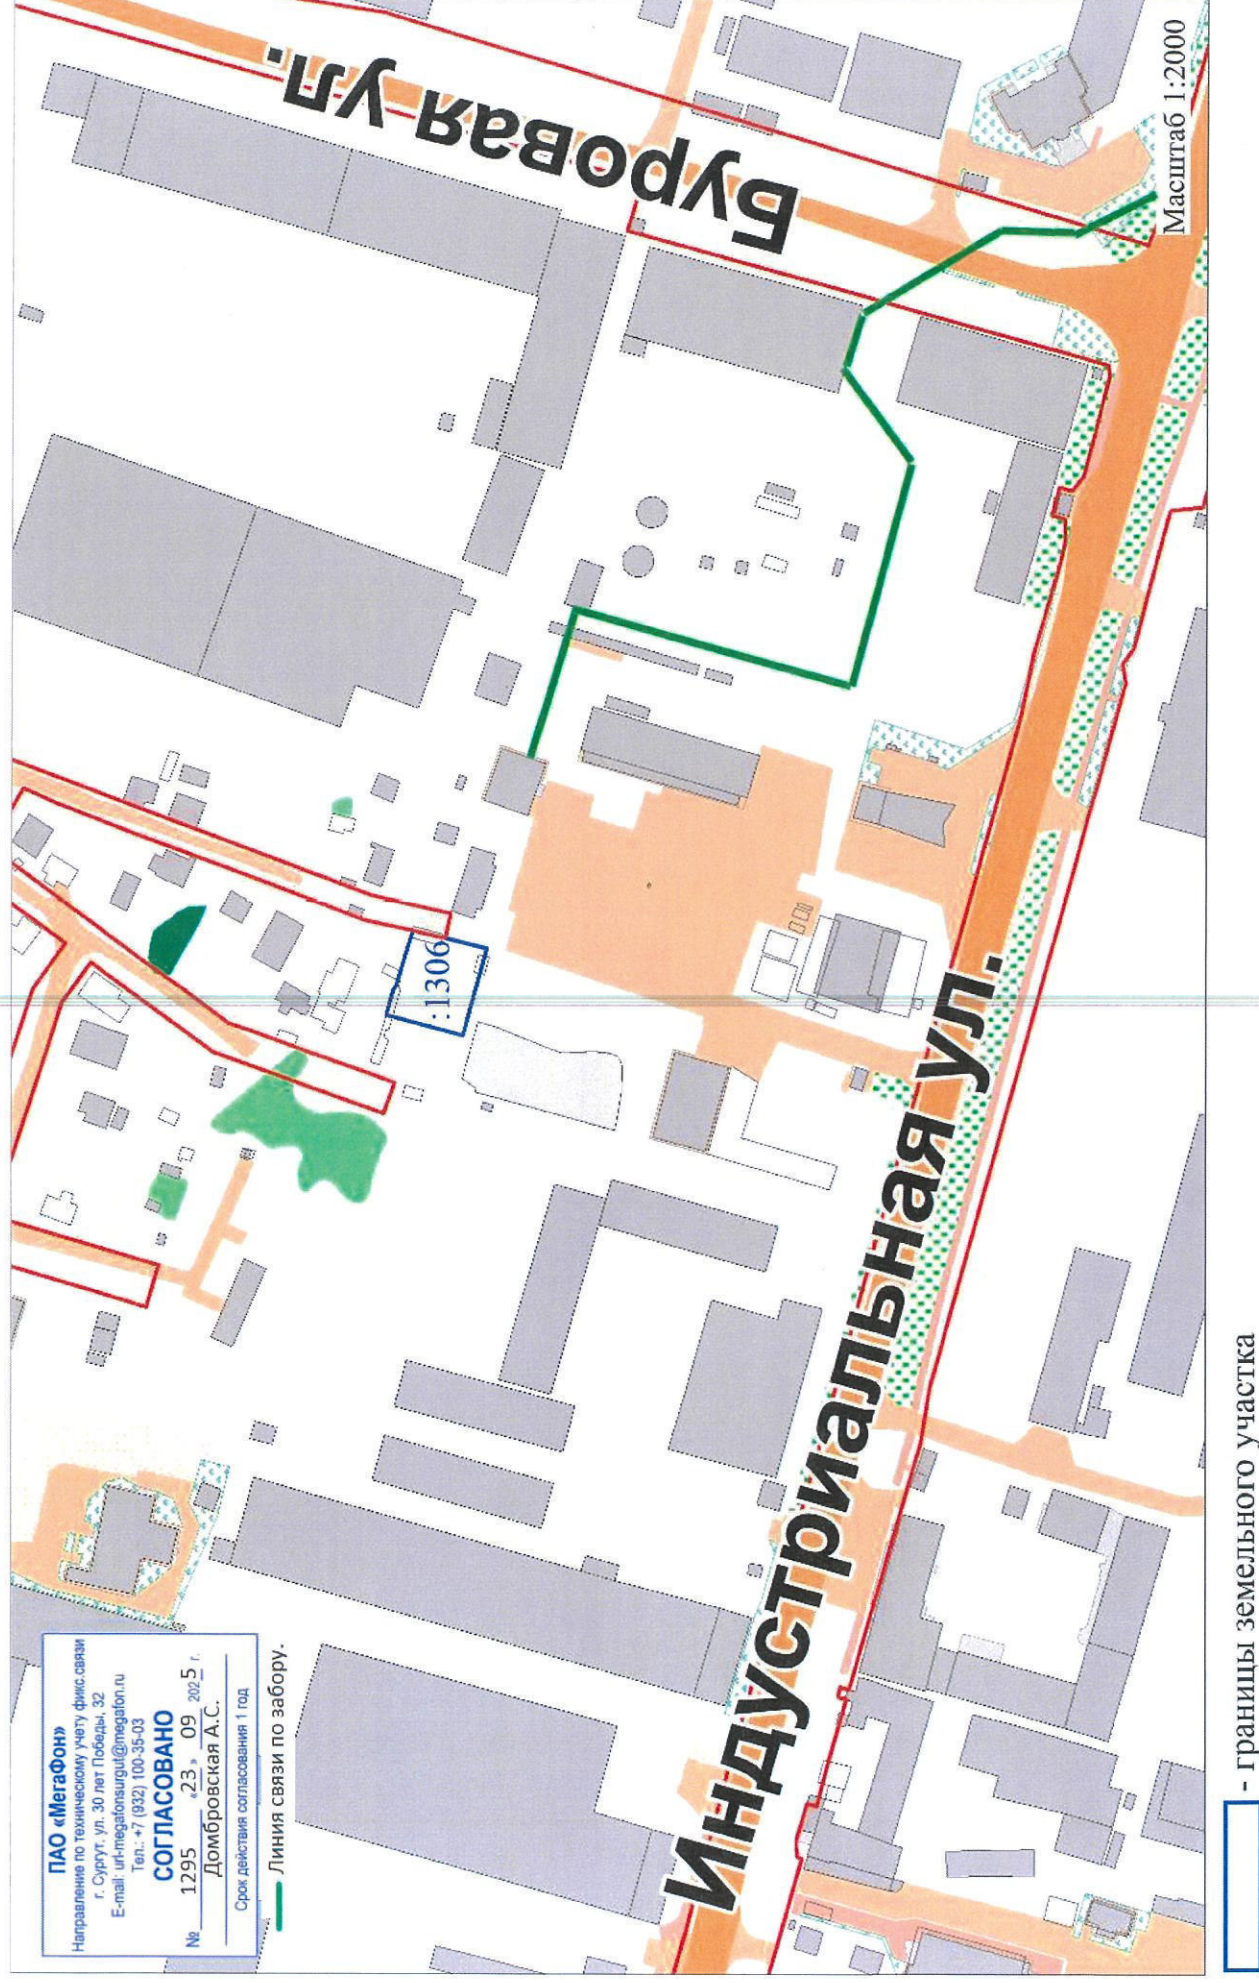 ПАО «МегаФон»
Направление по техническому учету фикс.связи
г. Сургут, ул. 30 лет Победы, 32
E-mail: url-megafonsurgut@megafon.ru
Тел.: +7 (932) 100-35-03
СОГЛАСОВАНО
№ 1295 «23» 09 2025 г.
Домбровская А.С.
Срок действия согласования 1 год
Линия связи по забору.
Буровая ул.
:1306
Индустриальная ул.
Масштаб 1:2000
- границы земельного участка